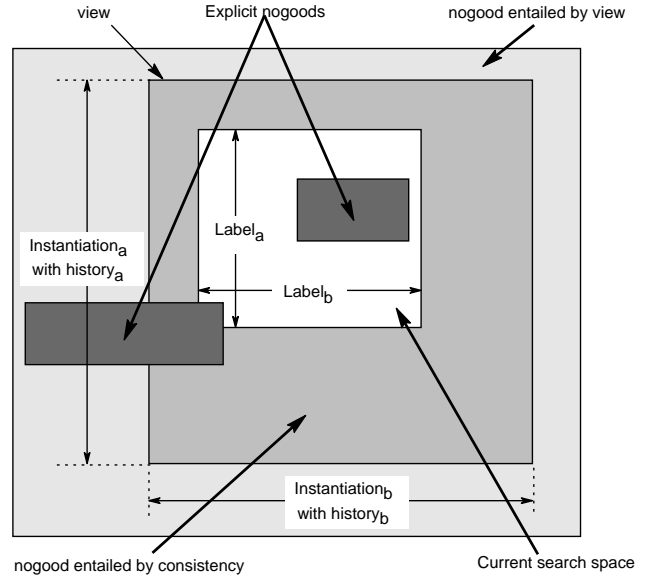 view
Explicit nogoods
nogood entailed by view
Label_a
Instantiation_a
with history_a
Label_b
Instantiation_b
with history_b
nogood entailed by consistency
Current search space